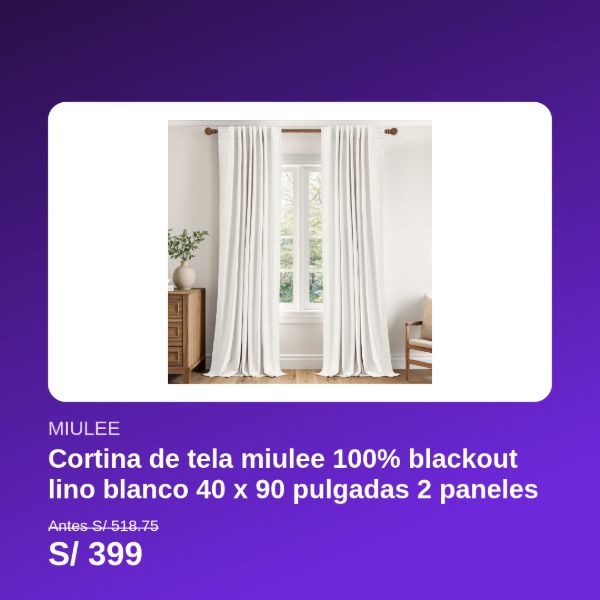 MIULEE
Cortina de tela miulee 100% blackout
lino blanco 40 x 90 pulgadas 2 paneles
Antes S/ 518.75
S/ 399